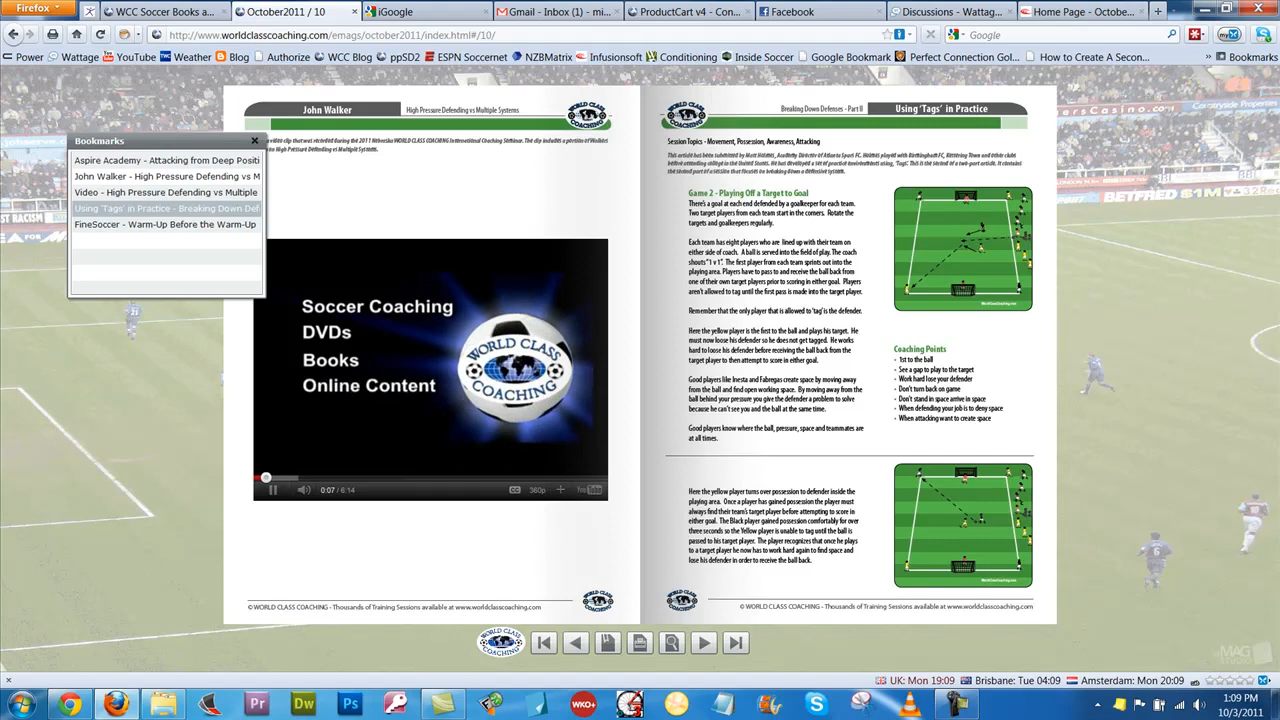 Firefox
WCC Soccer Books a...
October2011 / 10
iGoogle
Gmail - Inbox (1) - mi...
ProductCart v4 - Con...
Facebook
Discussions - Wattag...
Home Page - Octobe...
http://www.worldclasscoaching.com/emags/october2011/index.html#/10/
Google
Power
Wattage
YouTube
Weather
Blog
Authorize
WCC Blog
ppSD2
ESPN Soccernet
NZBMatrix
Infusionsoft
Conditioning
Inside Soccer
Google Bookmark
Perfect Connection Gol...
How to Create A Secon...
Bookmarks
John Walker
High Pressure Defending vs Multiple Systems
Breaking Down Defenses - Part II
Using 'Tags' in Practice
Bookmarks
Aspire Academy - Attacking from Deep Positi
John Walker - High Pressure Defending vs M
Video - High Pressure Defending vs Multiple
Using 'Tags' in Practice - Breaking Down Def
FineSoccer - Warm-Up Before the Warm-Up
Soccer Coaching
DVDs
Books
Online Content
WORLD CLASS
COACHING
0:07 / 6:14
CC
360p
YouTube
Session Topics - Movement, Possession, Awareness, Attacking
Game 2 - Playing Off a Target to Goal
There's a goal at each end defended by a goalkeeper for each team.
Two target players from each team start in the corners. Rotate the
targets and goalkeepers regularly.
Each team has eight players who are lined up with their team on
either side of coach. A ball is served into the field of play. The coach
shouts "1 v 1". The first player from each team sprints out into the
playing area. Players have to pass to and receive the ball back from
one of their own target players prior to scoring in either goal. Players
aren't allowed to tag until the first pass is made into the target player.
Remember that the only player that is allowed to 'tag' is the defender.
Here the yellow player is the first to the ball and plays his target. He
must now loose his defender so he does not get tagged. He works
hard to loose his defender before receiving the ball back from the
target player to then attempt to score in either goal.
Good players like Inesta and Fabregas create space by moving away
from the ball and find open working space. By moving away from the
ball behind your pressure you give the defender a problem to solve
because he can't see you and the ball at the same time.
Good players know where the ball, pressure, space and teammates are
at all times.
Coaching Points
• 1st to the ball
• See a gap to play to the target
• Work hard lose your defender
• Don't turn back on game
• Don't stand in space arrive in space
• When defending your job is to deny space
• When attacking want to create space
Here the yellow player turns over possession to defender inside the
playing area. Once a player has gained possession the player must
always find their team's target player before attempting to score in
either goal. The Black player gained possession comfortably for over
three seconds so the Yellow player is unable to tag until the ball is
passed to his target player. The player recognizes that once he plays
to a target player he now has to work hard again to find space and
lose his defender in order to receive the ball back.
© WORLD CLASS COACHING - Thousands of Training Sessions available at www.worldclasscoaching.com
© WORLD CLASS COACHING - Thousands of Training Sessions available at www.worldclasscoaching.com
MAG
STUDIO
UK: Mon 19:09
Brisbane: Tue 04:09
Amsterdam: Mon 20:09
Pr
Dw
Ps
WKO+
1:09 PM
10/3/2011